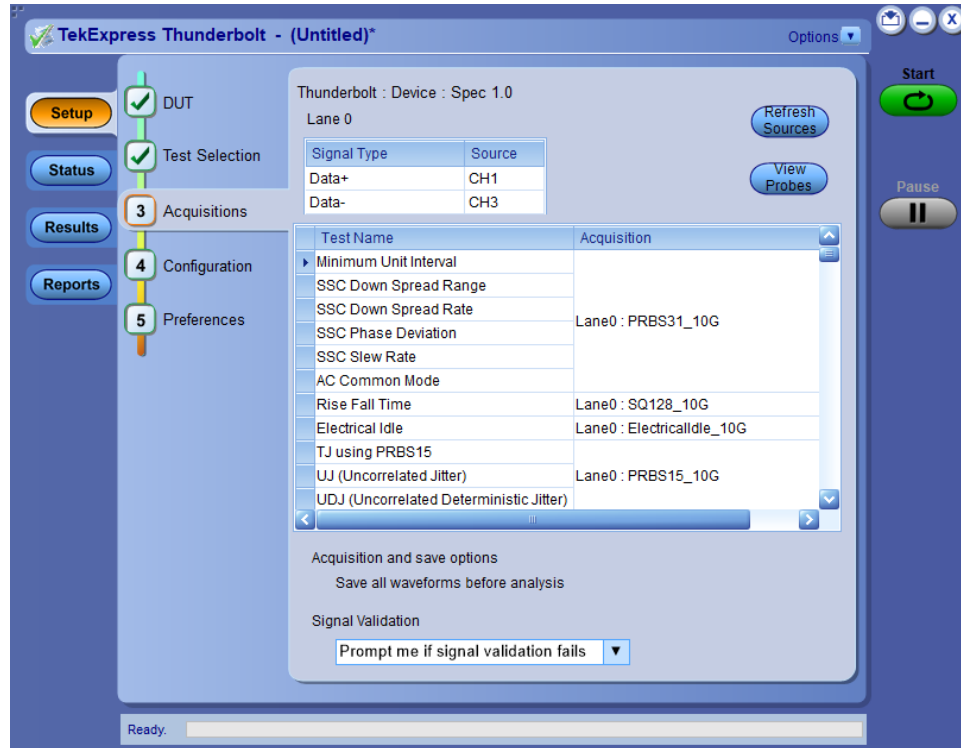 TekExpress Thunderbolt - (Untitled)*
Options
Start
Pause
Setup
Status
Results
Reports
DUT
Test Selection
3 Acquisitions
4 Configuration
5 Preferences
Thunderbolt : Device : Spec 1.0
Lane 0
Refresh Sources
View Probes
Signal Type Source
Data+ CH1
Data- CH3
Test Name Acquisition
Minimum Unit Interval
SSC Down Spread Range
SSC Down Spread Rate
Lane0 : PRBS31_10G
SSC Phase Deviation
SSC Slew Rate
AC Common Mode
Rise Fall Time Lane0 : SQ128_10G
Electrical Idle Lane0 : ElectricalIdle_10G
TJ using PRBS15
UJ (Uncorrelated Jitter) Lane0 : PRBS15_10G
UDJ (Uncorrelated Deterministic Jitter)
Acquisition and save options
Save all waveforms before analysis
Signal Validation
Prompt me if signal validation fails
Ready.